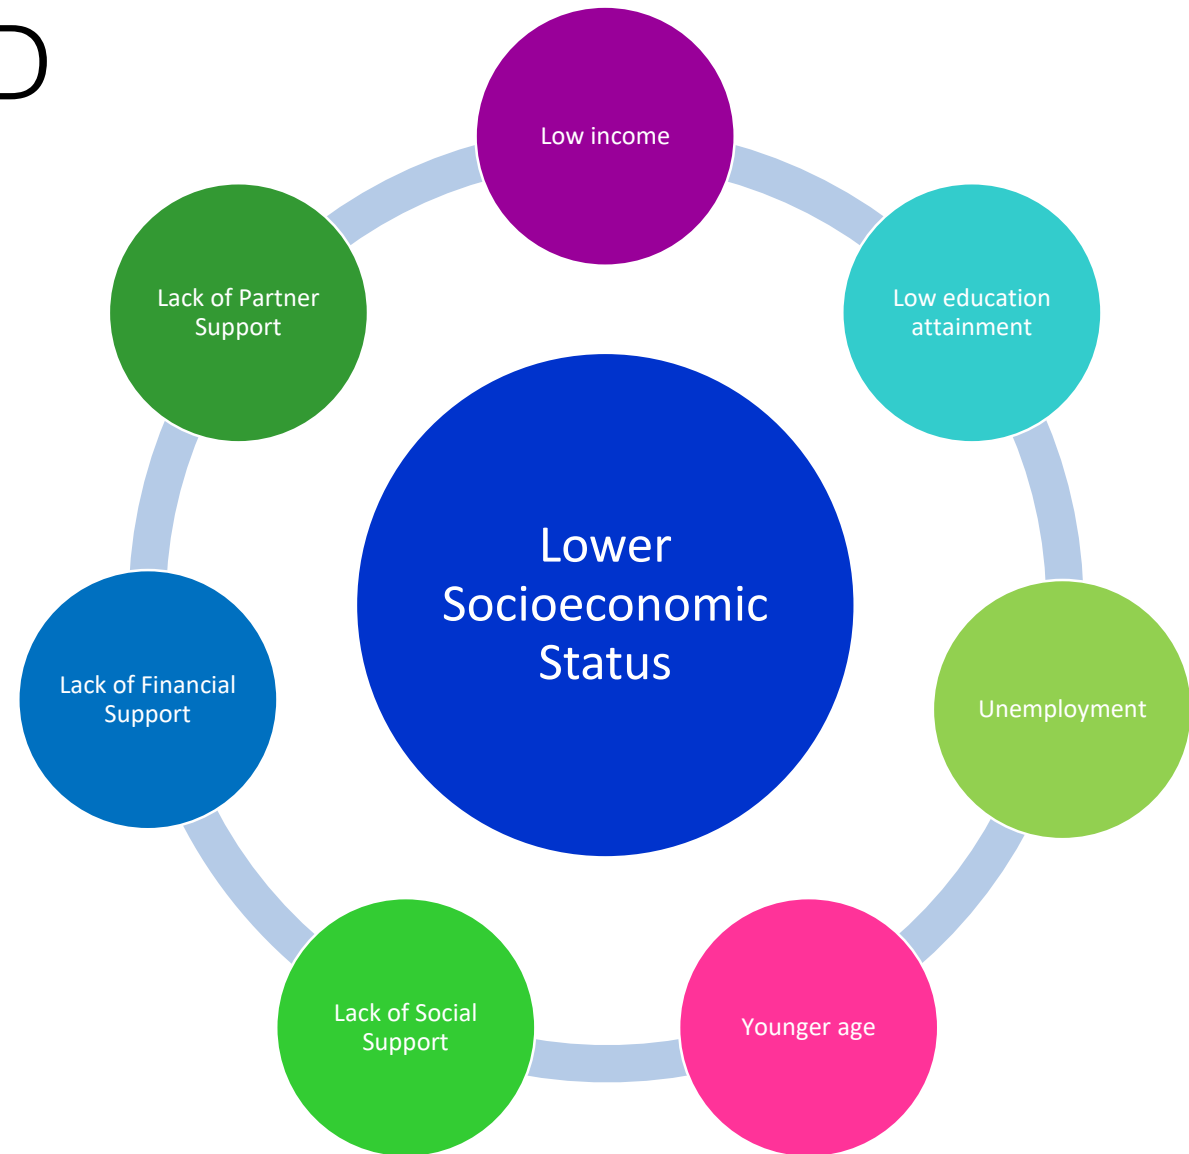 D
Low income
Low education
attainment
Unemployment
Younger age
Lack of Social
Support
Lack of Financial
Support
Lack of Partner
Support
Lower
Socioeconomic
Status